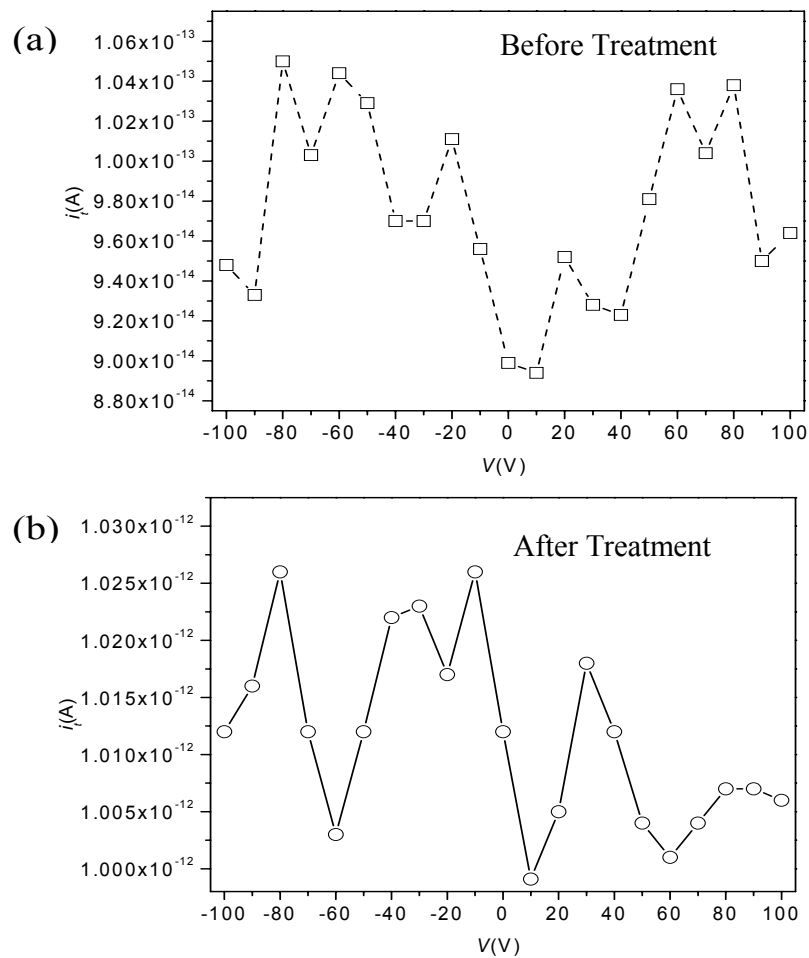 (a)
Before Treatment
1.06x10⁻¹³
1.04x10⁻¹³
1.02x10⁻¹³
1.00x10⁻¹³
9.80x10⁻¹⁴
9.60x10⁻¹⁴
9.40x10⁻¹⁴
9.20x10⁻¹⁴
9.00x10⁻¹⁴
8.80x10⁻¹⁴
iₜ(A)
-100 -80 -60 -40 -20 0 20 40 60 80 100
V(V)
(b)
After Treatment
1.030x10⁻¹²
1.025x10⁻¹²
1.020x10⁻¹²
1.015x10⁻¹²
1.010x10⁻¹²
1.005x10⁻¹²
1.000x10⁻¹²
iₜ(A)
-100 -80 -60 -40 -20 0 20 40 60 80 100
V(V)